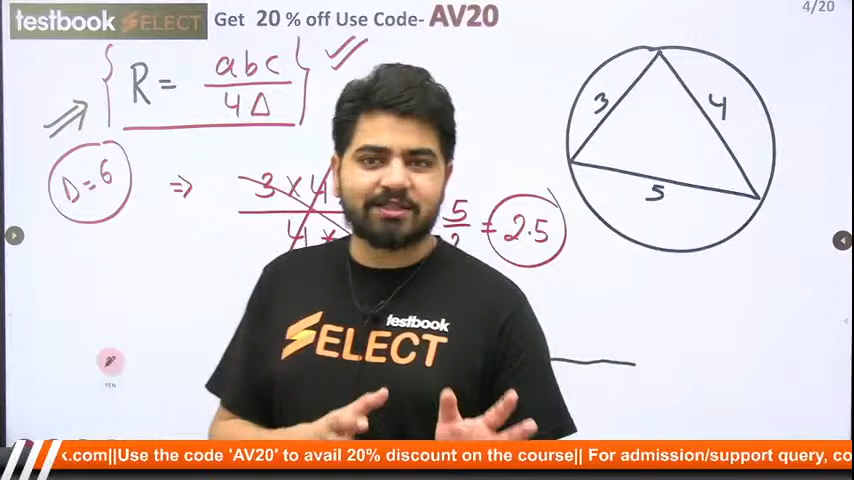 testbook SELECT Get 20 % off Use Code- AV20
4/20
R = abc / 4Δ
D = 6
⇒ 3 × 4
4 ×
5 = 2.5
3
4
5
PEN
testbook
SELECT
k.com||Use the code 'AV20' to avail 20% discount on the course|| For admission/support query, co